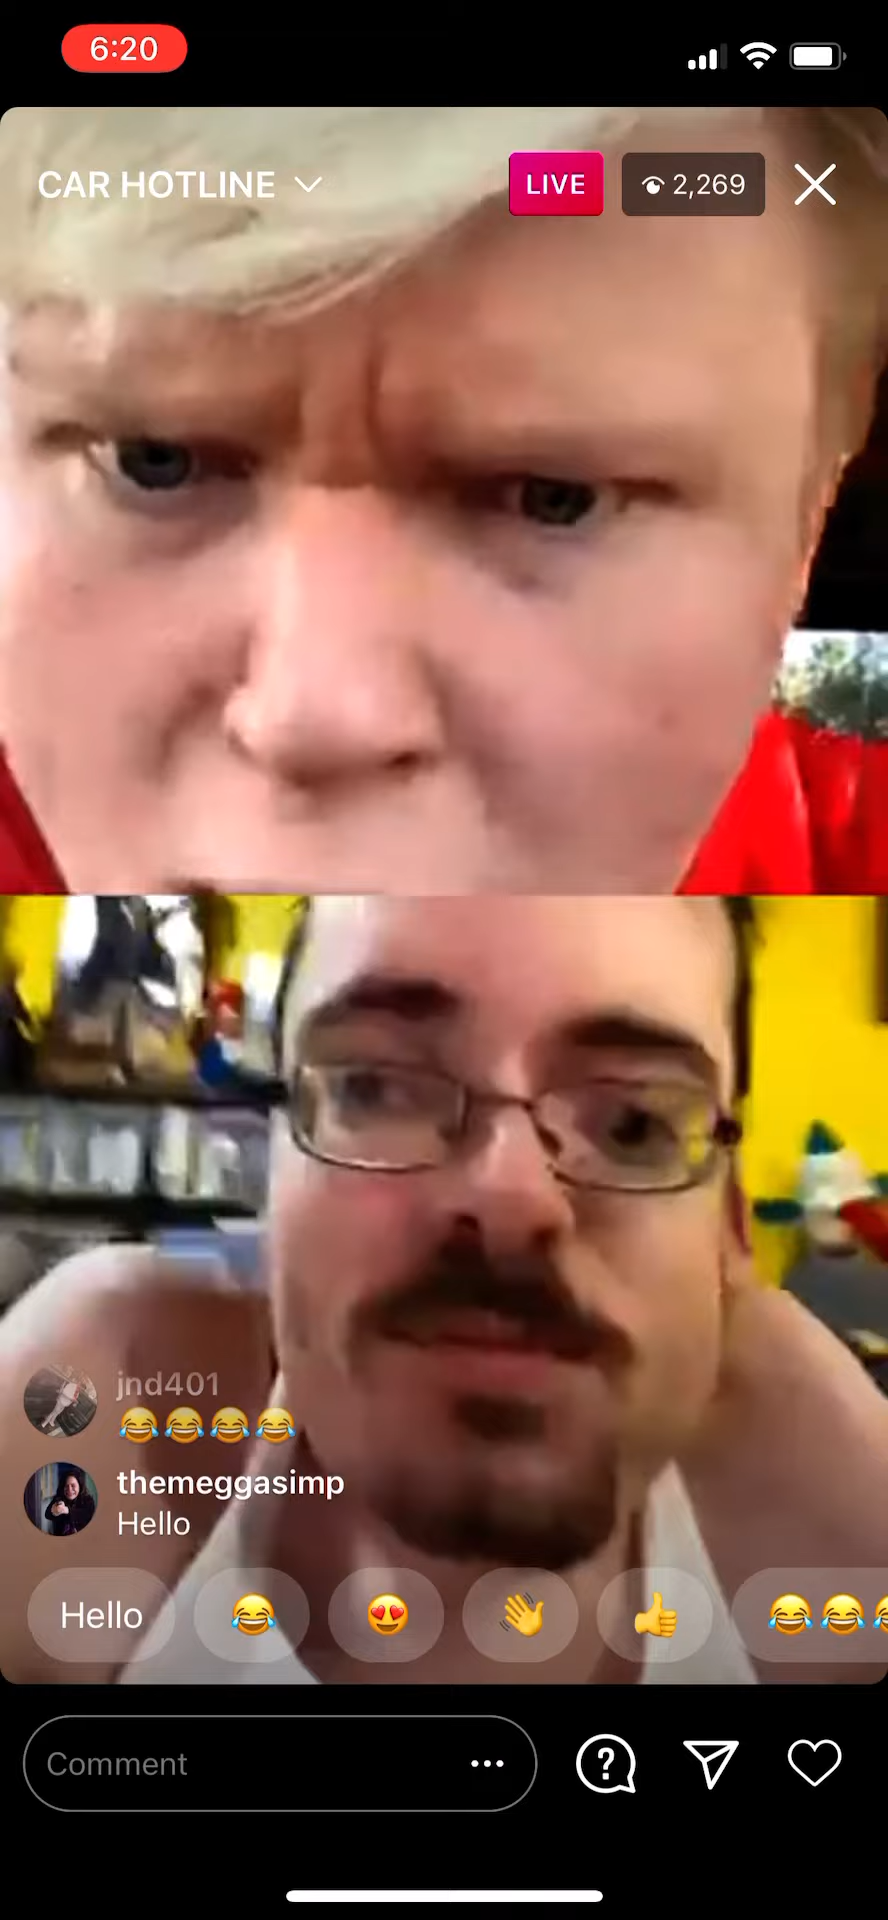 6:20
CAR HOTLINE
LIVE
2,269
jnd401
😂😂😂😂
themeggasimp
Hello
Hello 😂 😍 👋 👍 😂😂
Comment